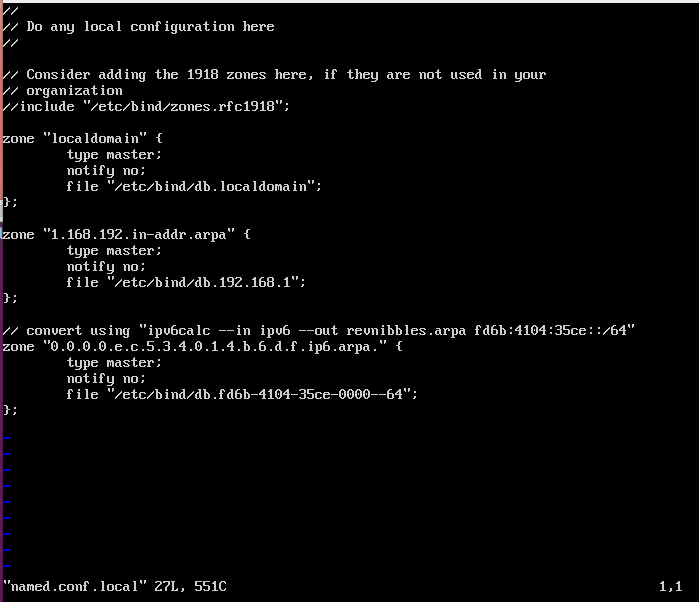 //
// Do any local configuration here
//
// Consider adding the 1918 zones here, if they are not used in your
// organization
//include "/etc/bind/zones.rfc1918";
zone "localdomain" {
type master;
notify no;
file "/etc/bind/db.localdomain";
};
zone "1.168.192.in-addr.arpa" {
type master;
notify no;
file "/etc/bind/db.192.168.1";
};
// convert using "ipv6calc --in ipv6 --out revnibbles.arpa fd6b:4104:35ce::/64"
zone "0.0.0.0.e.c.5.3.4.0.1.4.b.6.d.f.ip6.arpa." {
type master;
notify no;
file "/etc/bind/db.fd6b-4104-35ce-0000--64";
};
~
~
~
~
~
~
~
~
~
"named.conf.local" 27L, 551C 1,1